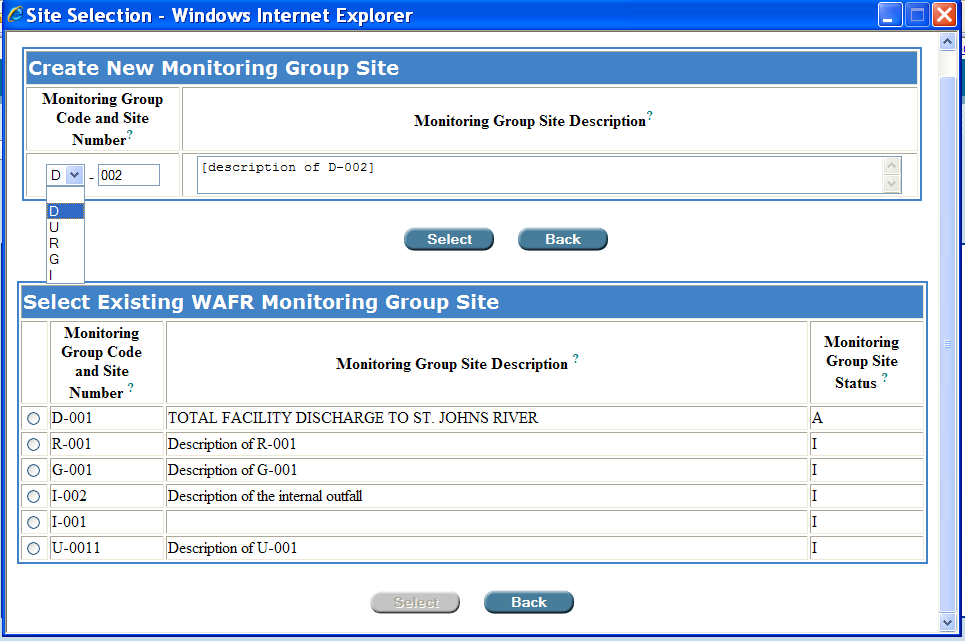 Site Selection - Windows Internet Explorer
Create New Monitoring Group Site
Monitoring Group
Code and Site
Number?
Monitoring Group Site Description?
D - 002
[description of D-002]
D
U
R
G
I
Select Back
Select Existing WAFR Monitoring Group Site
Monitoring
Group Code
and Site
Number ?
Monitoring Group Site Description ?
Monitoring
Group Site
Status ?
D-001 TOTAL FACILITY DISCHARGE TO ST. JOHNS RIVER A
R-001 Description of R-001 I
G-001 Description of G-001 I
I-002 Description of the internal outfall I
I-001 I
U-0011 Description of U-001 I
Select Back